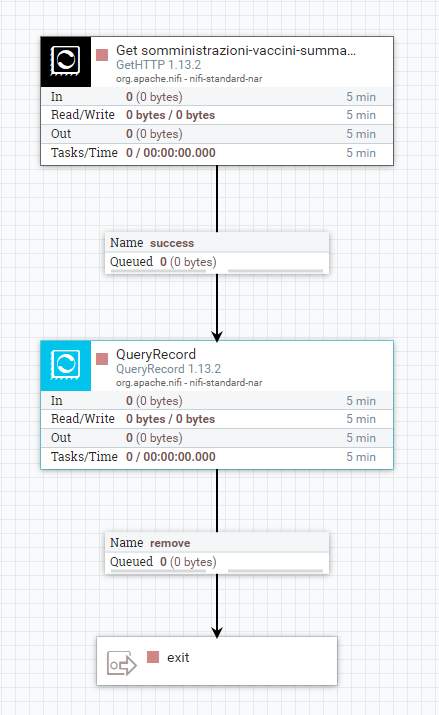 Get somministrazioni-vaccini-summa...
GetHTTP 1.13.2
org.apache.nifi - nifi-standard-nar
In 0 (0 bytes) 5 min
Read/Write 0 bytes / 0 bytes 5 min
Out 0 (0 bytes) 5 min
Tasks/Time 0 / 00:00:00.000 5 min
Name success
Queued 0 (0 bytes)
QueryRecord
QueryRecord 1.13.2
org.apache.nifi - nifi-standard-nar
In 0 (0 bytes) 5 min
Read/Write 0 bytes / 0 bytes 5 min
Out 0 (0 bytes) 5 min
Tasks/Time 0 / 00:00:00.000 5 min
Name remove
Queued 0 (0 bytes)
exit